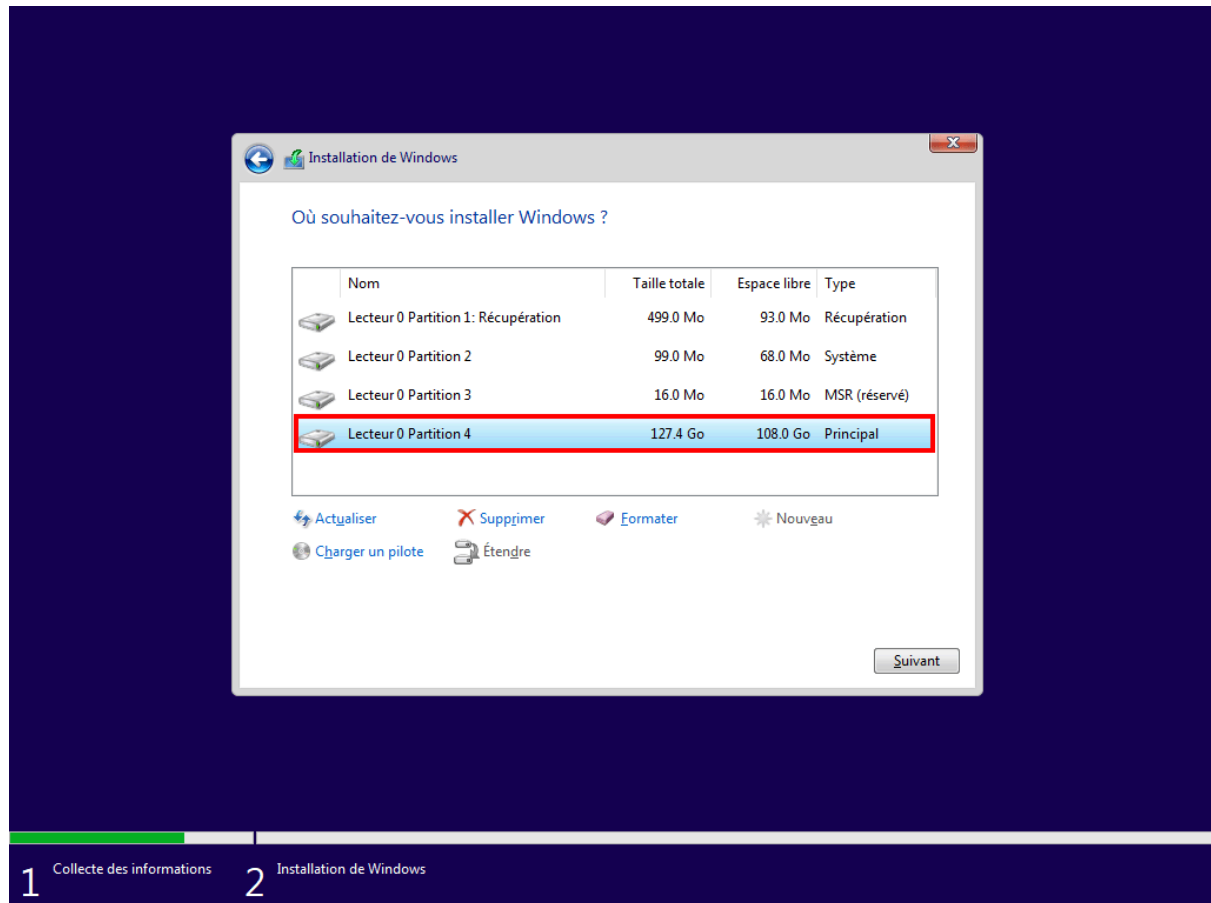 Installation de Windows
Où souhaitez-vous installer Windows ?
Nom Taille totale Espace libre Type
Lecteur 0 Partition 1: Récupération 499.0 Mo 93.0 Mo Récupération
Lecteur 0 Partition 2 99.0 Mo 68.0 Mo Système
Lecteur 0 Partition 3 16.0 Mo 16.0 Mo MSR (réservé)
Lecteur 0 Partition 4 127.4 Go 108.0 Go Principal
Actualiser Supprimer Formater Nouveau
Charger un pilote Étendre
Suivant
1 Collecte des informations 2 Installation de Windows